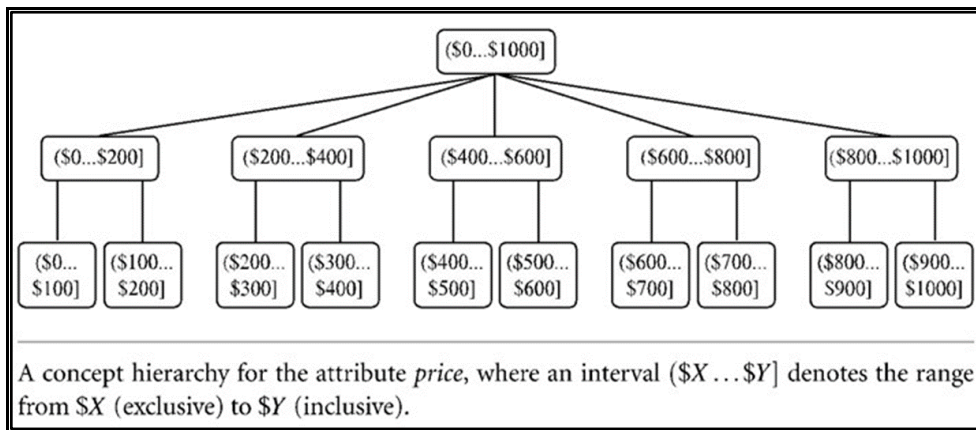 ($0...$1000]
($0...$200] ($200...$400] ($400...$600] ($600...$800] ($800...$1000]
($0... ($100... ($200... ($300... ($400... ($500... ($600... ($700... ($800... ($900...
$100] $200] $300] $400] $500] $600] $700] $800] S900] $1000]
A concept hierarchy for the attribute price, where an interval ($X...$Y] denotes the range
from $X (exclusive) to $Y (inclusive).